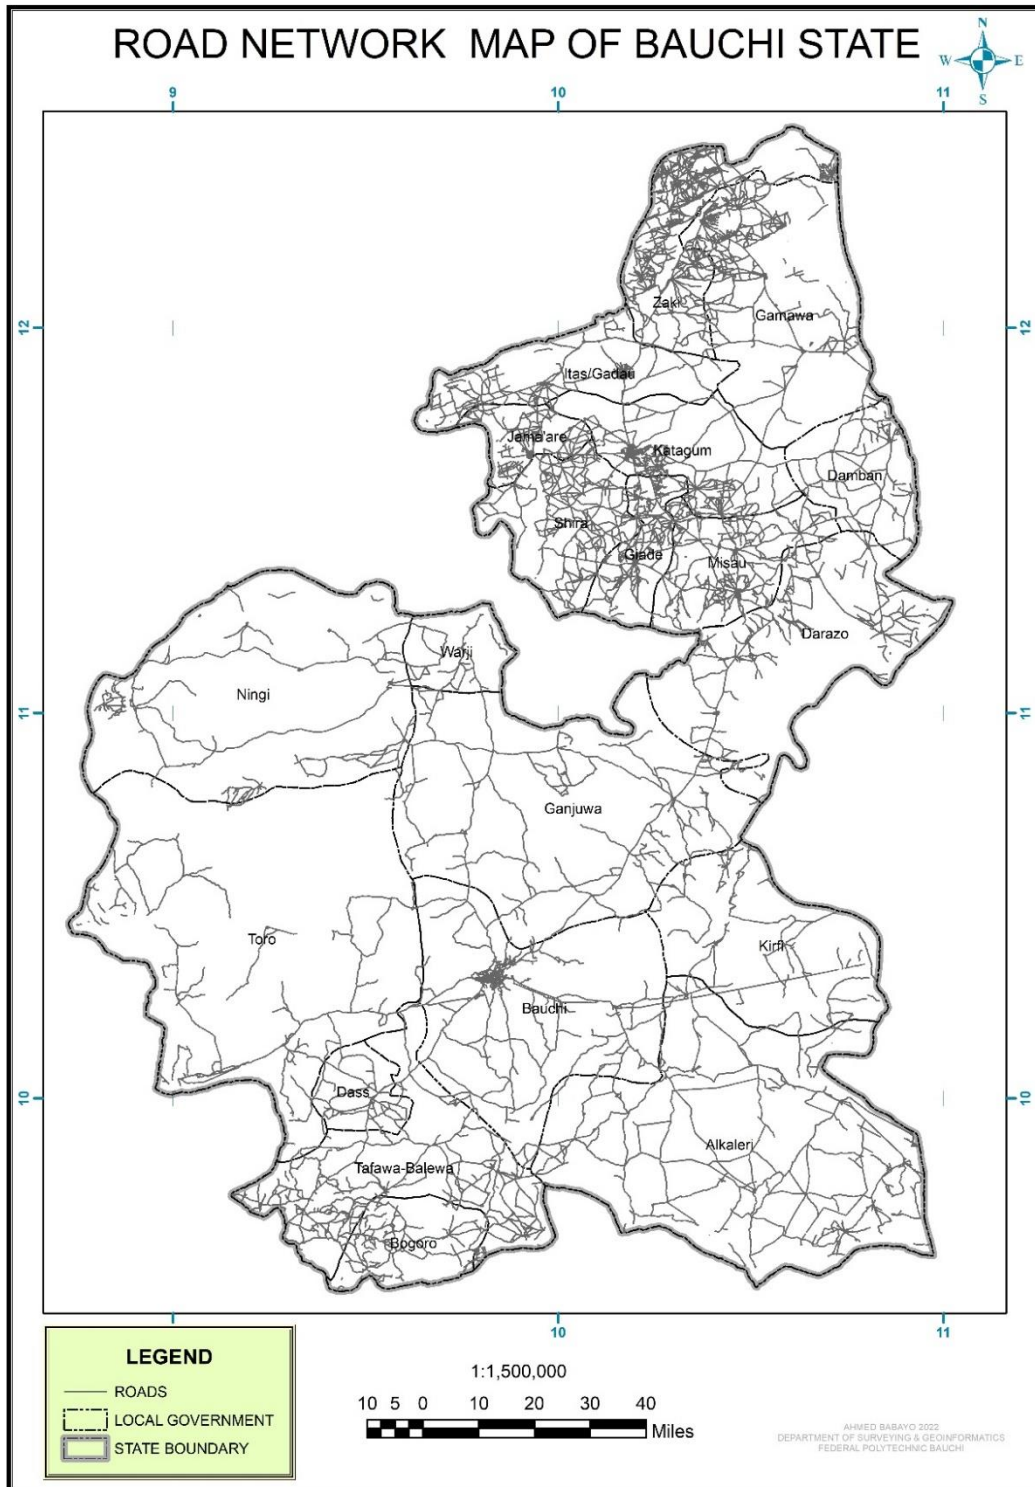 ROAD NETWORK MAP OF BAUCHI STATE
N
W E
S
9 10 11
12 12
Zaki
Gamawa
Itas/Gadau
Jama'are
Katagum
Damban
Shira
Giade
Misau
Darazo
Warji
Ningi
11 11
Ganjuwa
Toro
Kirfi
Bauchi
10 10
Dass
Alkaleri
Tafawa-Balewa
Bogoro
10 11
LEGEND
ROADS
LOCAL GOVERNMENT
STATE BOUNDARY
1:1,500,000
10 5 0 10 20 30 40
Miles
AHMED BABAYO 2022
DEPARTMENT OF SURVEYING & GEOINFORMATICS
FEDERAL POLYTECHNIC BAUCHI